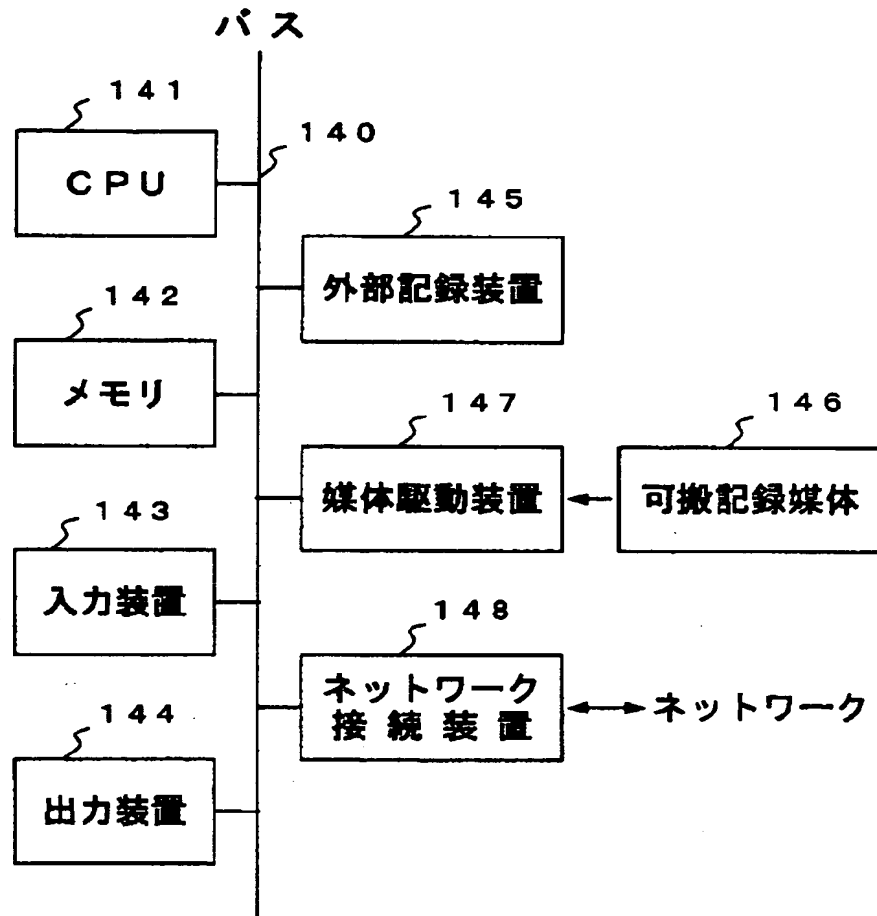 バス
141
140
CPU
145
外部記録装置
142
メモリ
147
146
媒体駆動装置
可搬記録媒体
143
入力装置
148
ネットワーク
接続装置
ネットワーク
144
出力装置